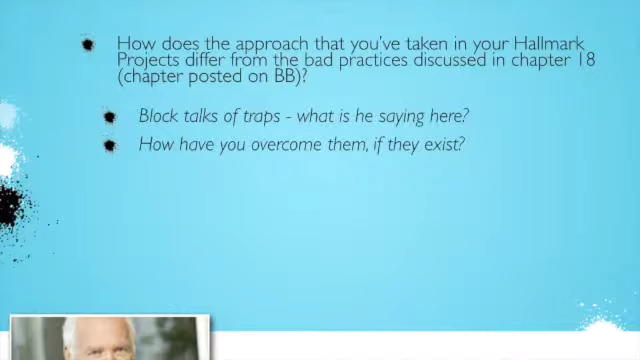 How does the approach that you've taken in your Hallmark
Projects differ from the bad practices discussed in chapter 18
(chapter posted on BB)?
Block talks of traps - what is he saying here?
How have you overcome them, if they exist?